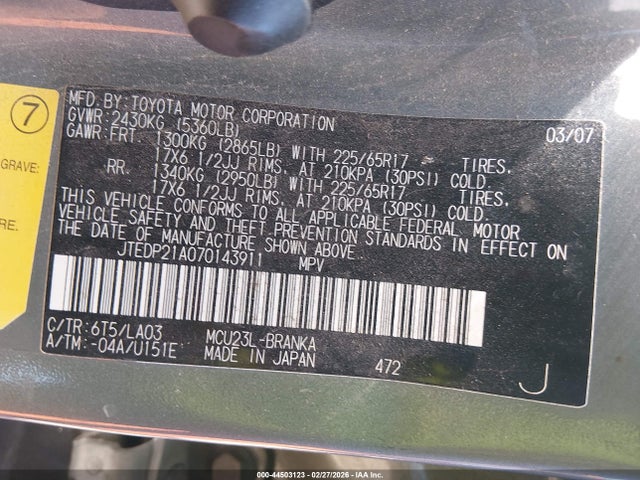 7
GRAVE:
RE.
MFD.BY:TOYOTA MOTOR CORPORATION 03/07
GVWR:2430KG (5360LB)
GAWR:FRT. 1300KG (2865LB) WITH 225/65R17 ~ TIRES,
17X6 1/2JJ RIMS, AT 210KPA (30PSI) COLD.
RR. 1340KG (2950LB) WITH 225/65R17 ~ TIRES,
17X6 1/2JJ RIMS, AT 210KPA (30PSI) COLD.
THIS VEHICLE CONFORMS TO ALL APPLICABLE FEDERAL MOTOR
VEHICLE SAFETY AND THEFT PREVENTION STANDARDS IN EFFECT ON
THE DATE OF MANUFACTURE SHOWN ABOVE.
JTEDP21A070143911 MPV
C/TR:6T5/LA03 MCU23L-BRANKA
A/TM:-04A/U151E MADE IN JAPAN 472 J
000-44503123 - 02/27/2026 - IAA Inc.